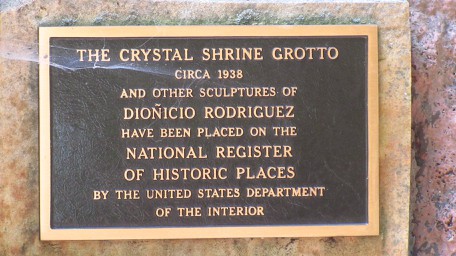 THE CRYSTAL SHRINE GROTTO
CIRCA 1938
AND OTHER SCULPTURES OF
DIOÑICIO RODRIGUEZ
HAVE BEEN PLACED ON THE
NATIONAL REGISTER
OF HISTORIC PLACES
BY THE UNITED STATES DEPARTMENT
OF THE INTERIOR